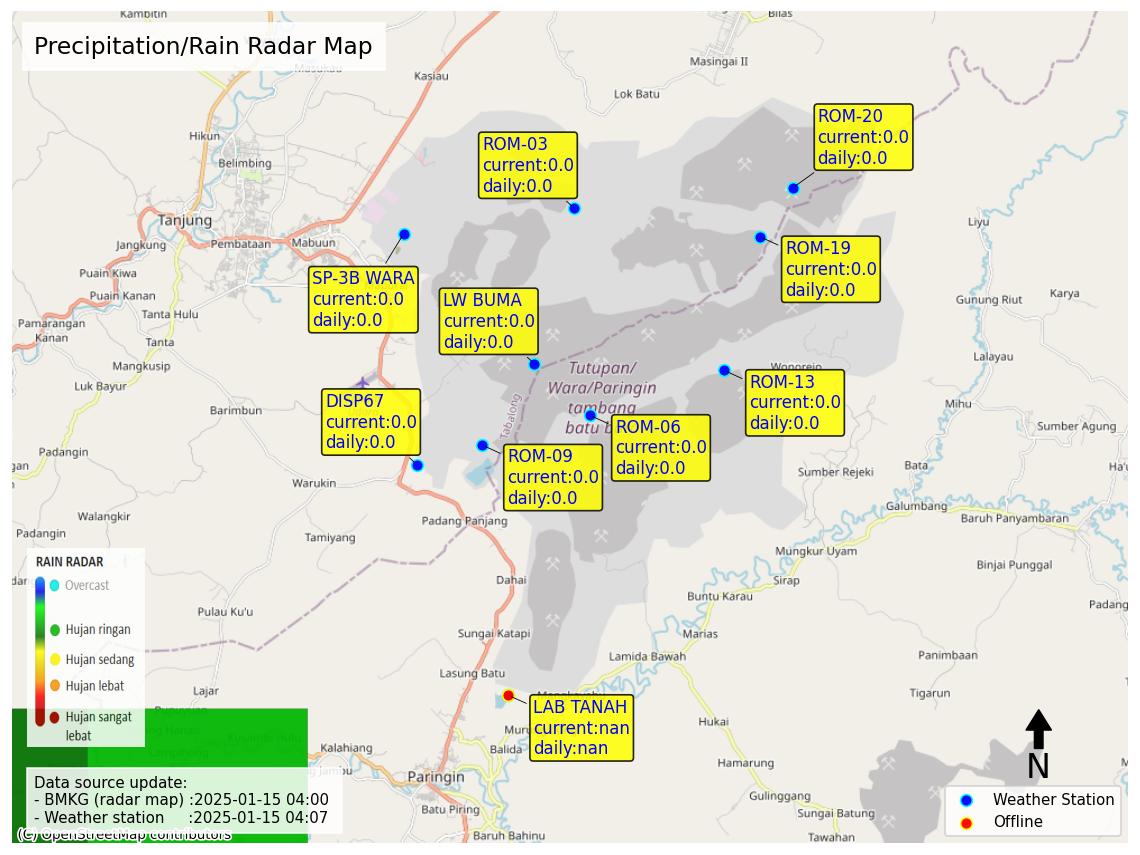 Kambitin
Bilas
Precipitation/Rain Radar Map
Masukau
Kasiau
Masingai II
Lok Batu
ROM-20
current:0.0
daily:0.0
Hikun
ROM-03
current:0.0
daily:0.0
Belimbing
Tanjung
Liyu
Jangkung
Pembataan
Mabuun
ROM-19
current:0.0
daily:0.0
Puain Kiwa
SP-3B WARA
current:0.0
daily:0.0
Puain Kanan
LW BUMA
current:0.0
daily:0.0
Gunung Riut
Karya
Tanta Hulu
Pamarangan
Kanan
Tanta
Mangkusip
Lalayau
Luk Bayur
Tutupan/
Wara/Paringin
tambang
batu b
Wonorejo
ROM-13
current:0.0
daily:0.0
Tabalong
DISP67
current:0.0
daily:0.0
Barimbun
Mihu
Sumber Agung
ROM-06
current:0.0
daily:0.0
Padangin
gan
ROM-09
current:0.0
daily:0.0
Bata
Ha
Sumber Rejeki
Warukin
Galumbang
Walangkir
Padang Panjang
Baruh Panyambaran
Padangin
Tamiyang
Mungkur Uyam
Binjai Punggal
RAIN RADAR
Overcast
Hujan ringan
Hujan sedang
Hujan lebat
Hujan sangat
lebat
dar
Dahai
Sirap
Buntu Karau
Padang
Pulau Ku'u
Sungai Katapi
Marias
Lamida Bawah
Panimbaan
Lasung Batu
Lajar
Tigarun
LAB TANAH
current:nan
daily:nan
Muru
Hukai
Balida
Kalahiang
Hamarung
Ma
N
Paringin
g Jambu
Data source update:
- BMKG (radar map) :2025-01-15 04:00
- Weather station :2025-01-15 04:07
Gulinggang
Weather Station
Offline
Batu Piring
Sungai Batung
(C) OpenStreetMap contributors
Baruh Bahinu
Tawahan